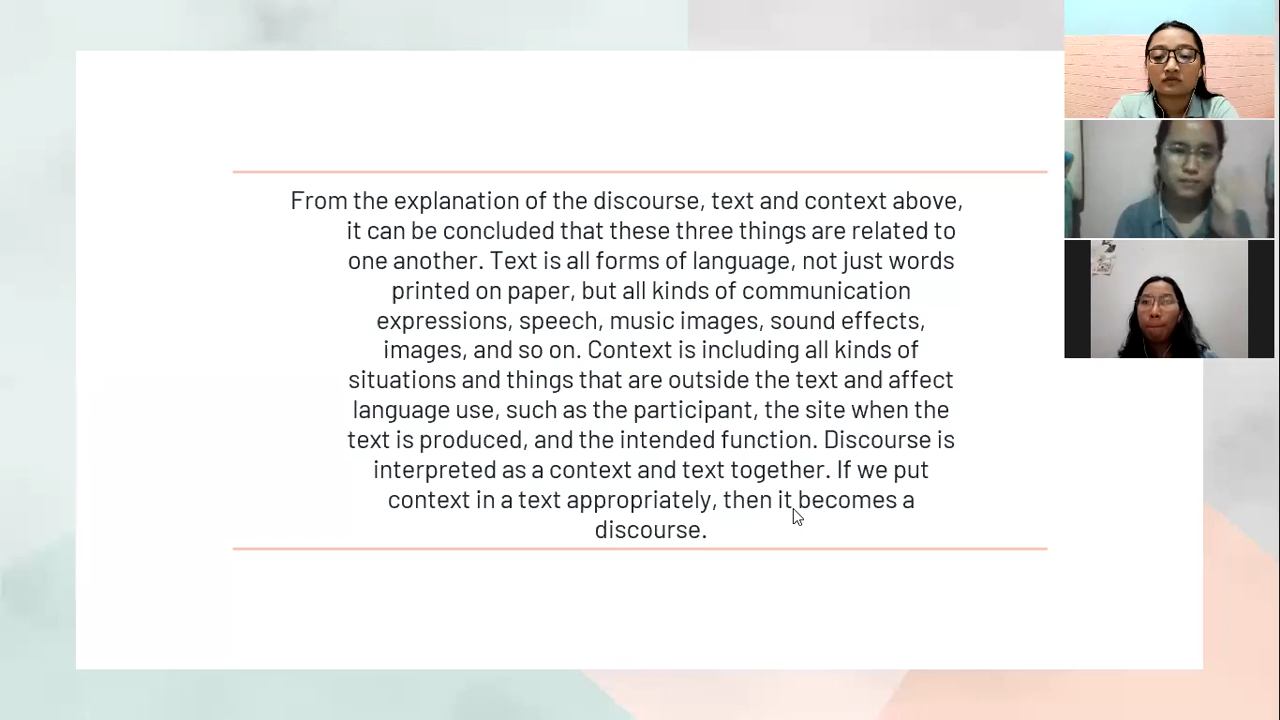 From the explanation of the discourse, text and context above,
it can be concluded that these three things are related to
one another. Text is all forms of language, not just words
printed on paper, but all kinds of communication
expressions, speech, music images, sound effects,
images, and so on. Context is including all kinds of
situations and things that are outside the text and affect
language use, such as the participant, the site when the
text is produced, and the intended function. Discourse is
interpreted as a context and text together. If we put
context in a text appropriately, then it becomes a
discourse.